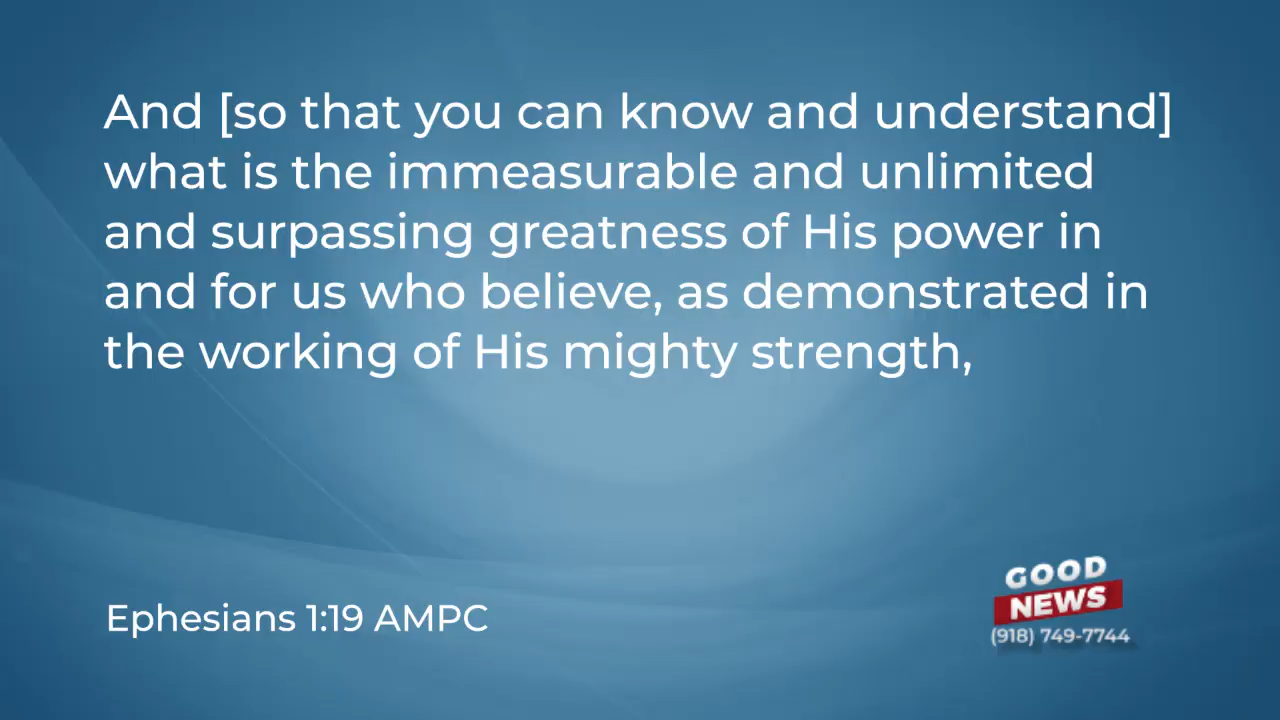 And [so that you can know and understand]
what is the immeasurable and unlimited
and surpassing greatness of His power in
and for us who believe, as demonstrated in
the working of His mighty strength,
Ephesians 1:19 AMPC
GOOD
NEWS
(918) 749-7744